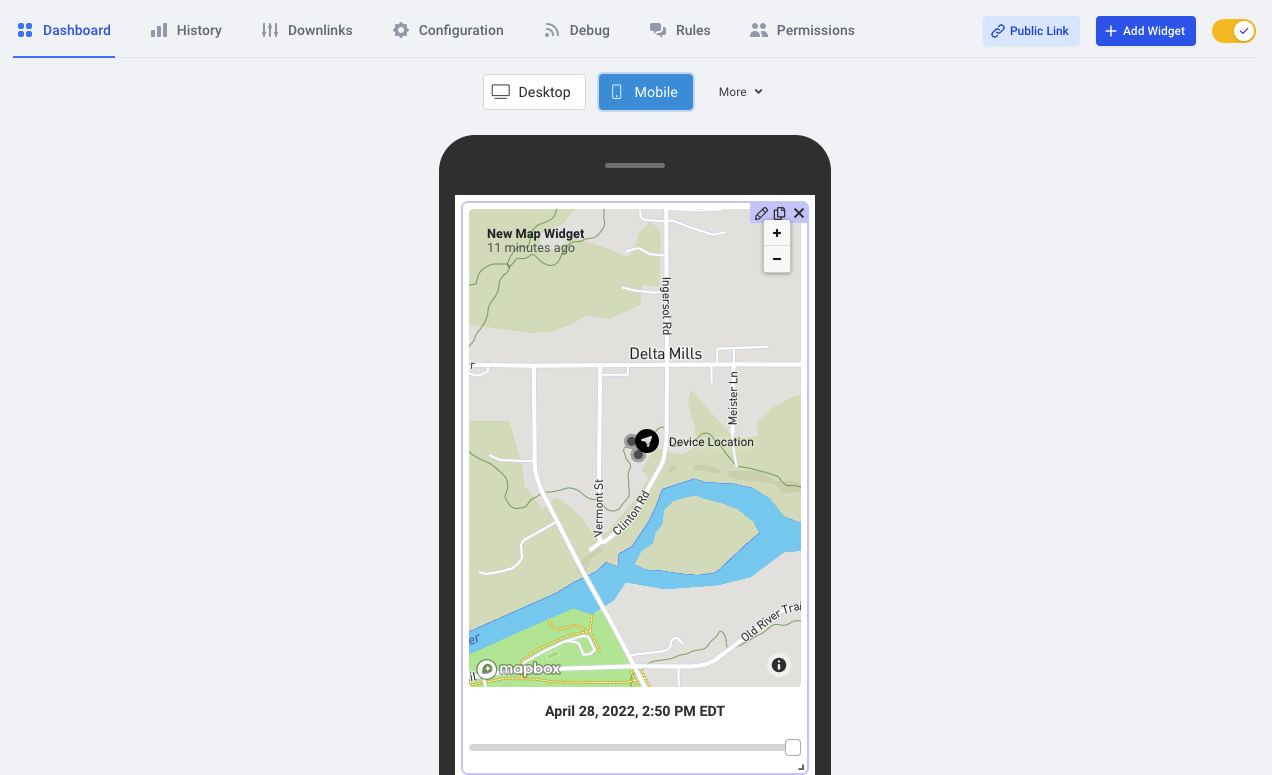 Dashboard
History
Downlinks
Configuration
Debug
Rules
Permissions
Public Link
Add Widget
Desktop
Mobile
More
New Map Widget
11 minutes ago
+
−
Ingersol Rd
Delta Mills
r
Meister Ln
Device Location
Vermont St
Clinton Rd
Old River Trai
er
ail
mapbox
April 28, 2022, 2:50 PM EDT